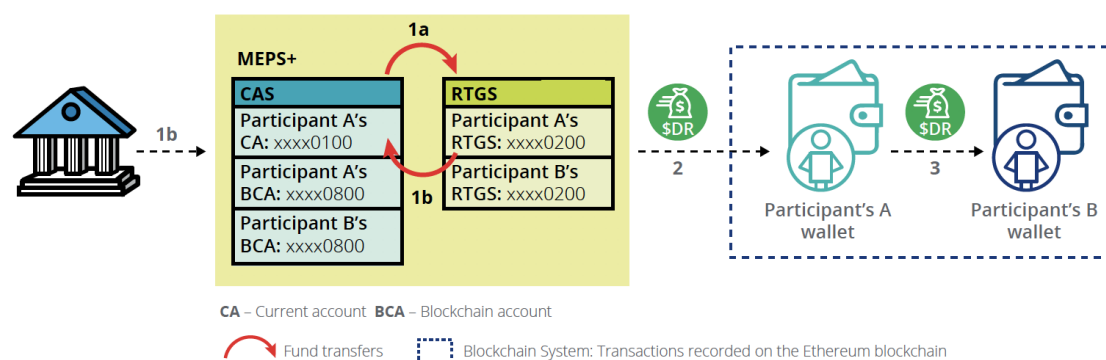 1a
MEPS+
CAS
Participant A's
CA: xxxx0100
Participant A's
BCA: xxxx0800
Participant B's
BCA: xxxx0800
RTGS
Participant A's
RTGS: xxxx0200
Participant B's
RTGS: xxxx0200
1b
1b
$
$DR
2
$
$DR
3
Participant's A
wallet
Participant's B
wallet
CA – Current account BCA – Blockchain account
Fund transfers
Blockchain System: Transactions recorded on the Ethereum blockchain